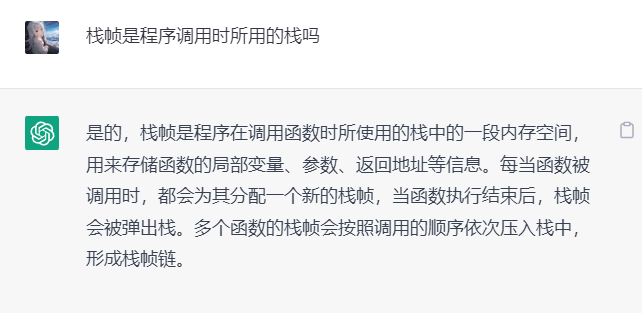 栈帧是程序调用时所用的栈吗
是的，栈帧是程序在调用函数时所使用的栈中的一段内存空间，
用来存储函数的局部变量、参数、返回地址等信息。每当函数被
调用时，都会为其分配一个新的栈帧，当函数执行结束后，栈帧
会被弹出栈。多个函数的栈帧会按照调用的顺序依次压入栈中，
形成栈帧链。